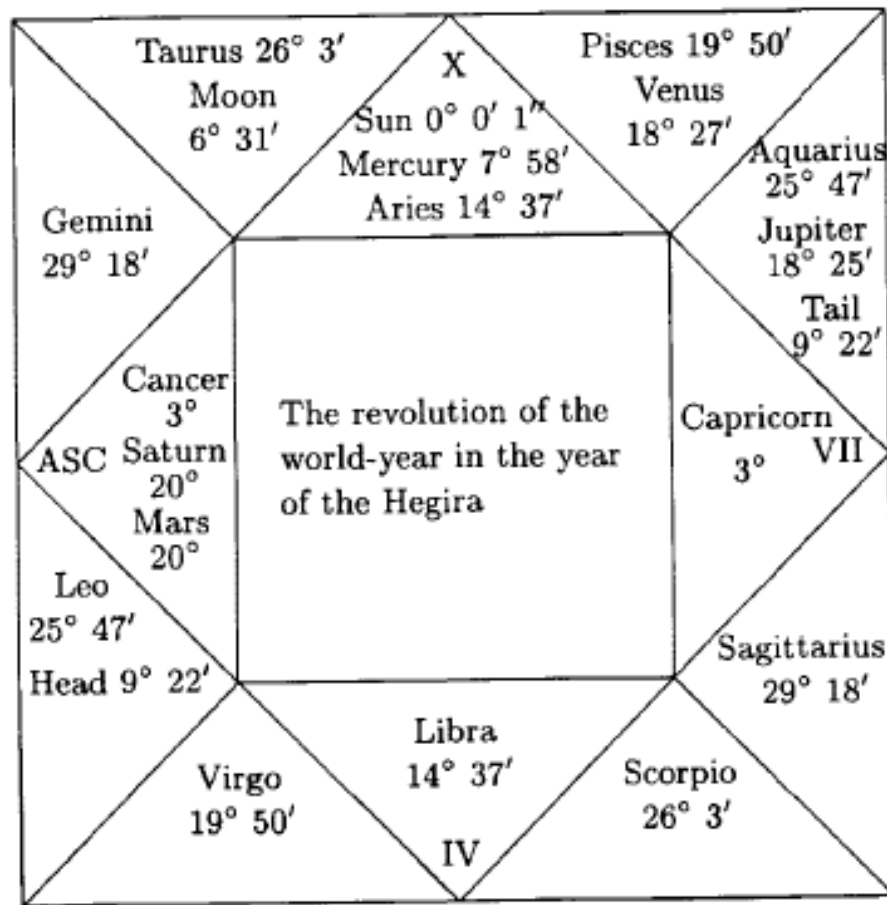 Taurus 26° 3′
Moon
6° 31′
X
Sun 0° 0′ 1″
Mercury 7° 58′
Aries 14° 37′
Pisces 19° 50′
Venus
18° 27′
Aquarius
25° 47′
Jupiter
18° 25′
Tail
9° 22′
Gemini
29° 18′
Cancer
3°
ASC Saturn
20°
Mars
20°
The revolution of the
world-year in the year
of the Hegira
Capricorn
3° VII
Leo
25° 47′
Head 9° 22′
Virgo
19° 50′
Libra
14° 37′
IV
Scorpio
26° 3′
Sagittarius
29° 18′